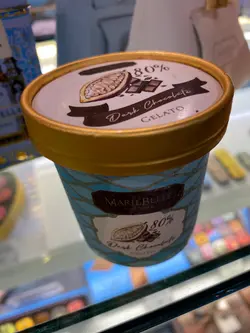 80%
Dark Chocolate
GELATO
MARIEBELLE
80%
Dark Chocolate